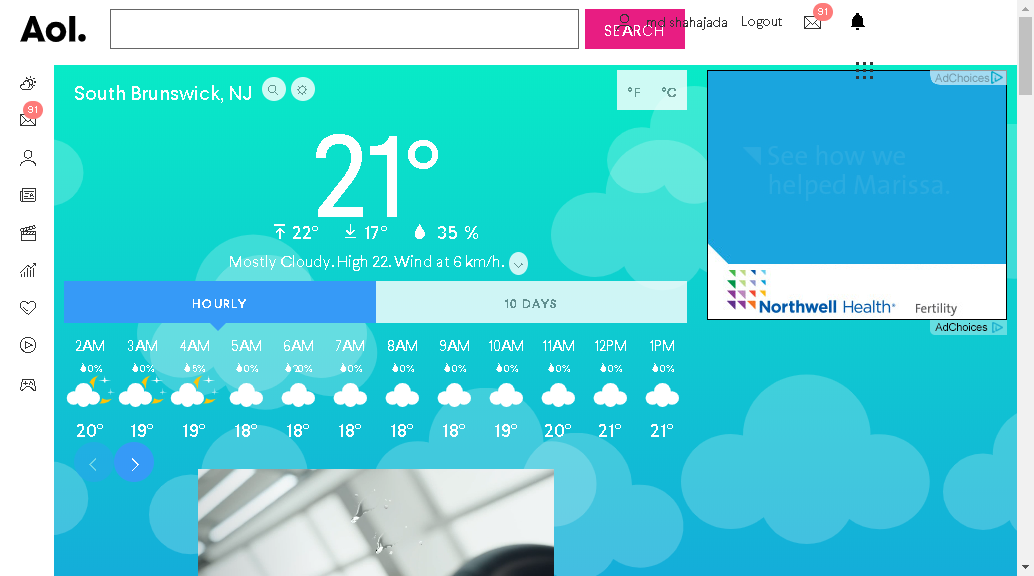 Aol.
SEARCH
md shahajada
Logout
91
91
South Brunswick, NJ
°F °C
21°
22° 17° 35 %
Mostly Cloudy. High 22. Wind at 6 km/h.
HOURLY
10 DAYS
2AM 3AM 4AM 5AM 6AM 7AM 8AM 9AM 10AM 11AM 12PM 1PM
0% 0% 5% 0% 20% 0% 0% 0% 0% 0% 0% 0%
20° 19° 19° 18° 18° 18° 18° 18° 19° 20° 21° 21°
AdChoices
See how we
helped Marissa.
Northwell Health® Fertility
AdChoices